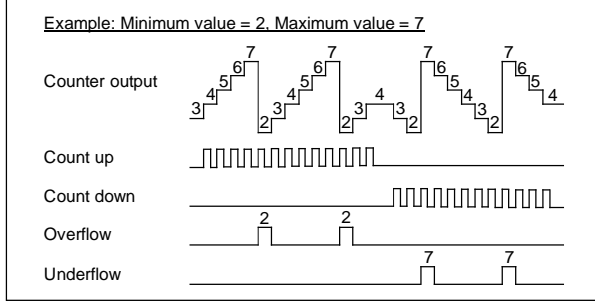 Example: Minimum value = 2, Maximum value = 7
Counter output
3 4 5 6 7 2 3 4 5 6 7 2 3 4 3 2 7 6 5 4 3 2 7 6 5 4
Count up
Count down
Overflow 2 2
Underflow 7 7